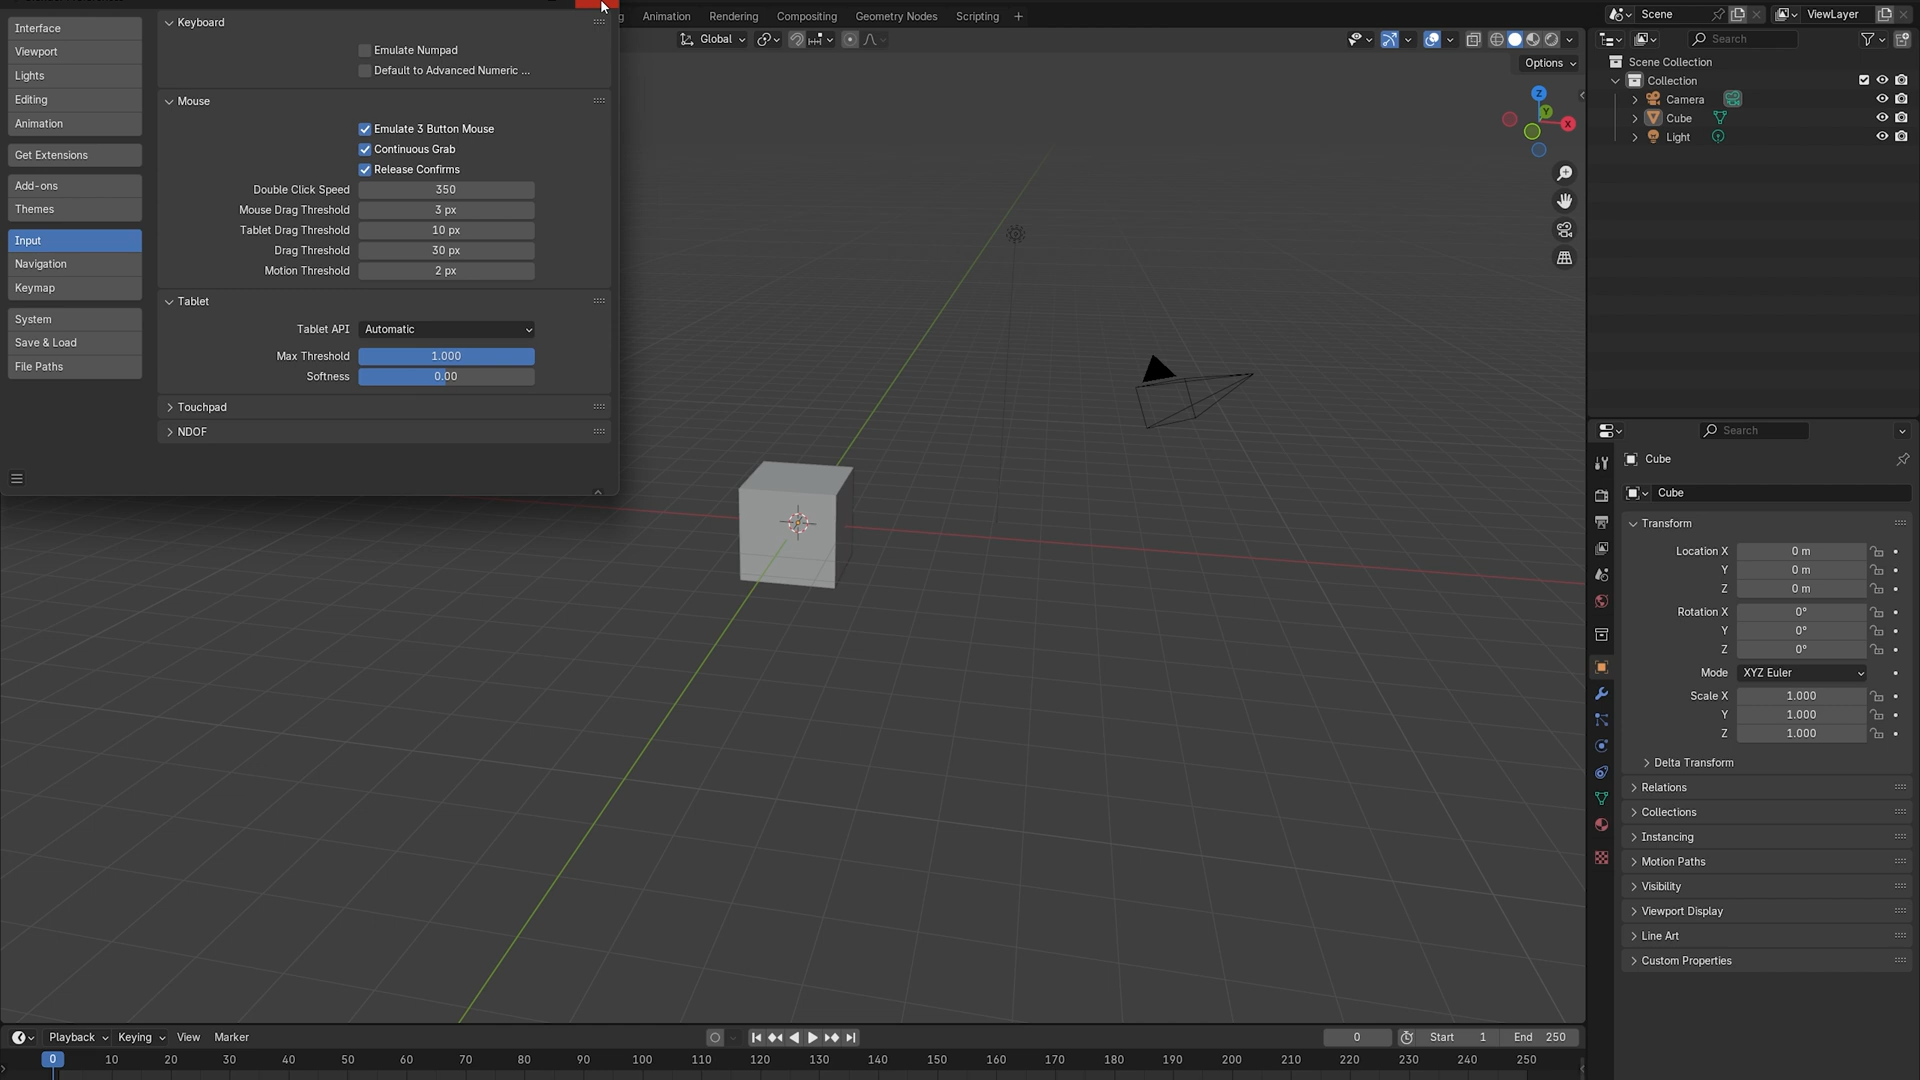 Interface
Viewport
Lights
Editing
Animation
Get Extensions
Add-ons
Themes
Input
Navigation
Keymap
System
Save & Load
File Paths
Keyboard
Emulate Numpad
Default to Advanced Numeric ...
Mouse
Emulate 3 Button Mouse
Continuous Grab
Release Confirms
Double Click Speed 350
Mouse Drag Threshold 3 px
Tablet Drag Threshold 10 px
Drag Threshold 30 px
Motion Threshold 2 px
Tablet
Tablet API Automatic
Max Threshold 1.000
Softness 0.00
Touchpad
NDOF
Animation Rendering Compositing Geometry Nodes Scripting +
Global
Options
Z
Y
X
Scene ViewLayer
Search
Scene Collection
Collection
Camera
Cube
Light
Search
Cube
Cube
Transform
Location X 0 m
Y 0 m
Z 0 m
Rotation X 0°
Y 0°
Z 0°
Mode XYZ Euler
Scale X 1.000
Y 1.000
Z 1.000
Delta Transform
Relations
Collections
Instancing
Motion Paths
Visibility
Viewport Display
Line Art
Custom Properties
Playback Keying View Marker 0 Start 1 End 250
0 10 20 30 40 50 60 70 80 90 100 110 120 130 140 150 160 170 180 190 200 210 220 230 240 250